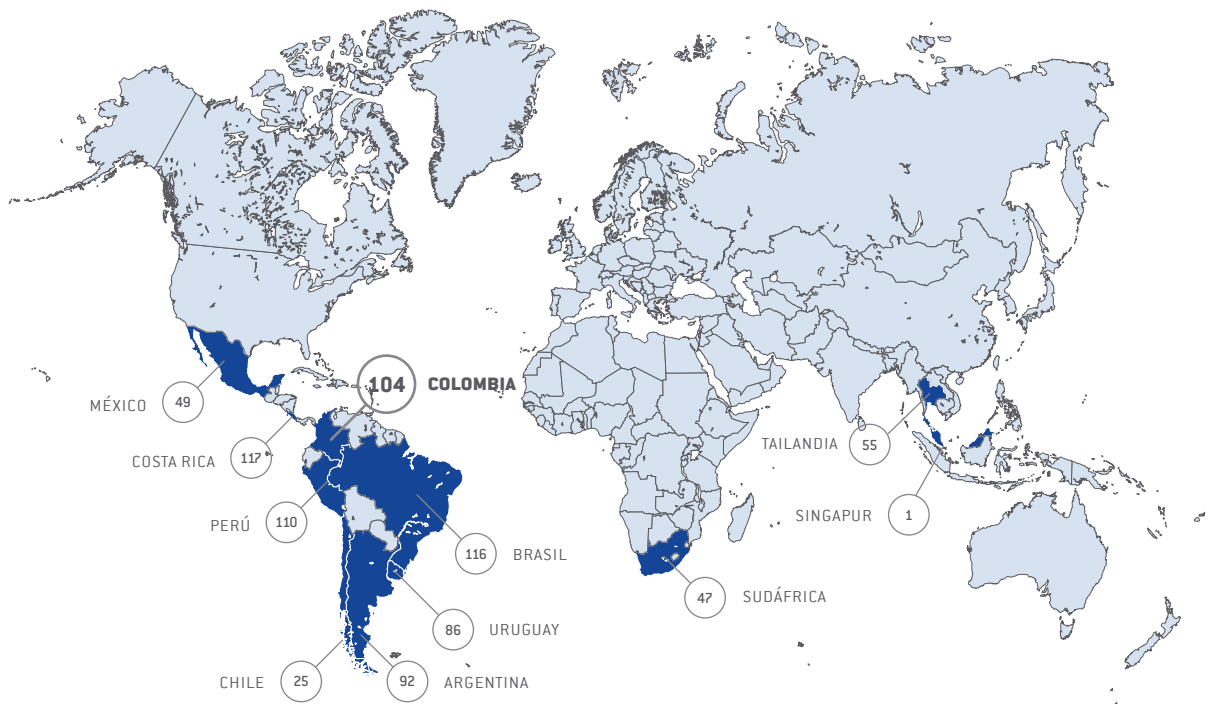 104 COLOMBIA
MÉXICO 49
TAILANDIA 55
COSTA RICA 117
SINGAPUR 1
PERÚ 110
116 BRASIL
47 SUDÁFRICA
86 URUGUAY
CHILE 25
92 ARGENTINA